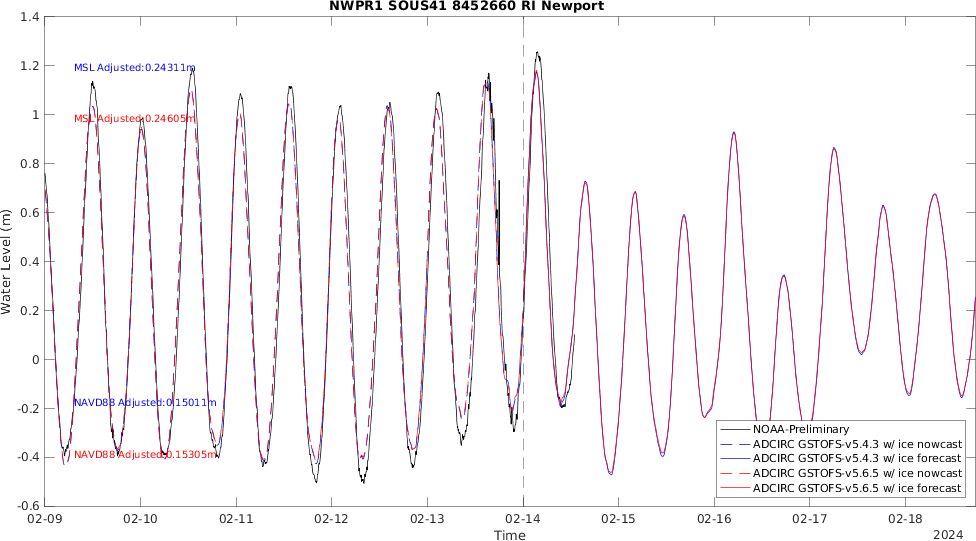 NWPR1 SOUS41 8452660 RI Newport
1.4
1.2
1
0.8
0.6
0.4
0.2
0
-0.2
-0.4
-0.6
Water Level (m)
MSL Adjusted:0.24311m
MSL Adjusted:0.24605m
NAVD88 Adjusted:0.15011m
NAVD88 Adjusted:0.15305m
NOAA-Preliminary
ADCIRC GSTOFS-v5.4.3 w/ ice nowcast
ADCIRC GSTOFS-v5.4.3 w/ ice forecast
ADCIRC GSTOFS-v5.6.5 w/ ice nowcast
ADCIRC GSTOFS-v5.6.5 w/ ice forecast
02-09 02-10 02-11 02-12 02-13 02-14 02-15 02-16 02-17 02-18
Time
2024